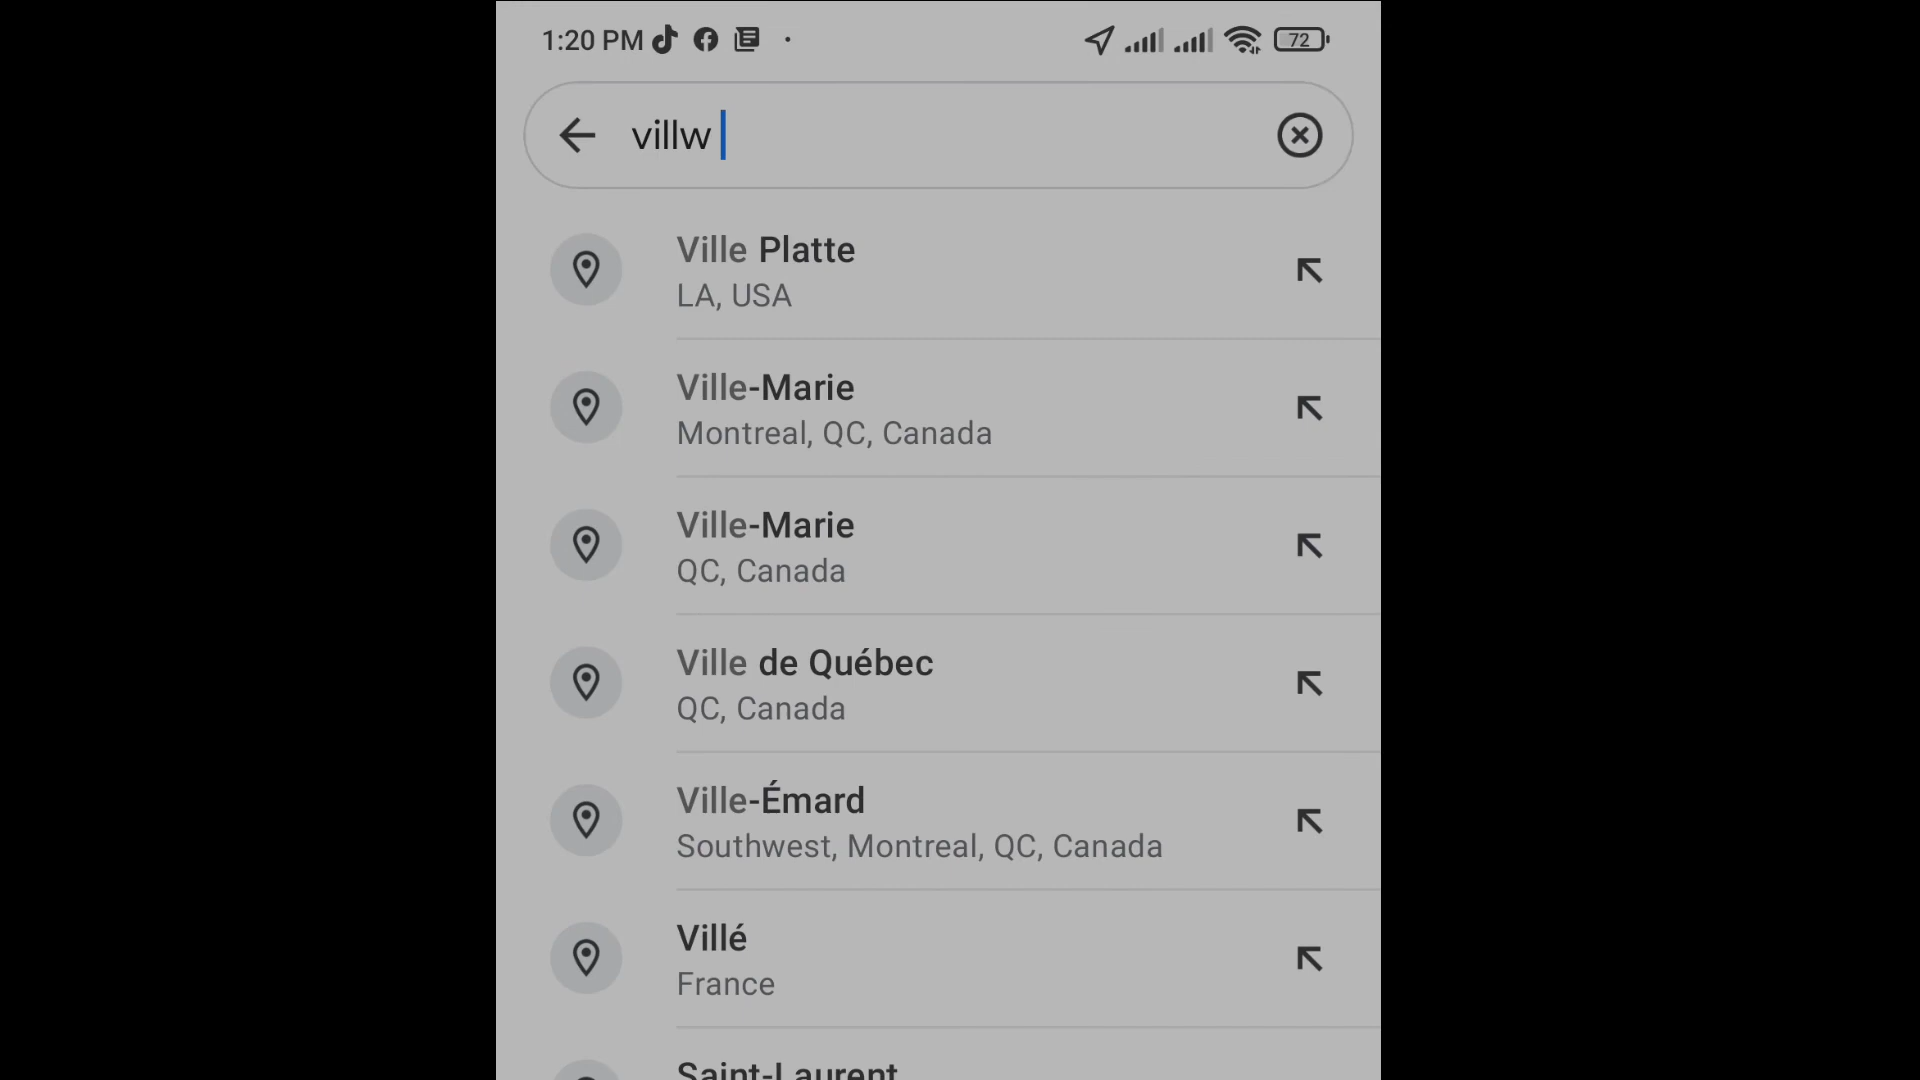 1:20 PM 72
villw
Ville Platte
LA, USA
Ville-Marie
Montreal, QC, Canada
Ville-Marie
QC, Canada
Ville de Québec
QC, Canada
Ville-Émard
Southwest, Montreal, QC, Canada
Villé
France
Saint-Laurent